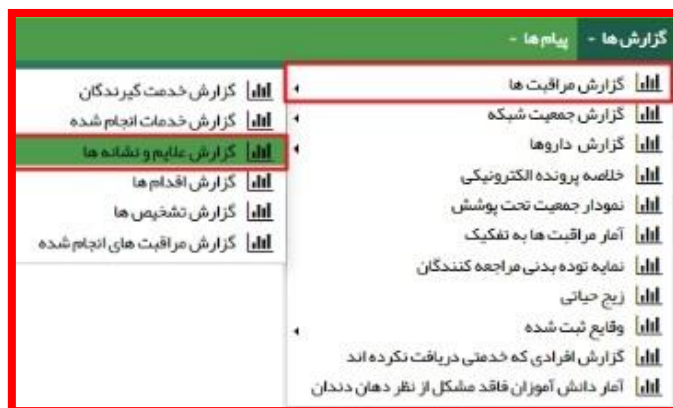 گزارش ها - پیام ها -
گزارش مراقبت ها
گزارش جمعیت شبکه
گزارش داروها
خلاصه پرونده الکترونیکی
نمودار جمعیت تحت پوشش
آمار مراقبت ها به تفکیک
نمایه توده بدنی مراجعه کنندگان
زیج حیاتی
وقایع ثبت شده
گزارش افرادی که خدمتی دریافت نکرده اند
آمار دانش آموزان فاقد مشکل از نظر دهان دندان
گزارش خدمت گیرندگان
گزارش خدمات انجام شده
گزارش علایم و نشانه ها
گزارش اقدام ها
گزارش تشخیص ها
گزارش مراقبت های انجام شده